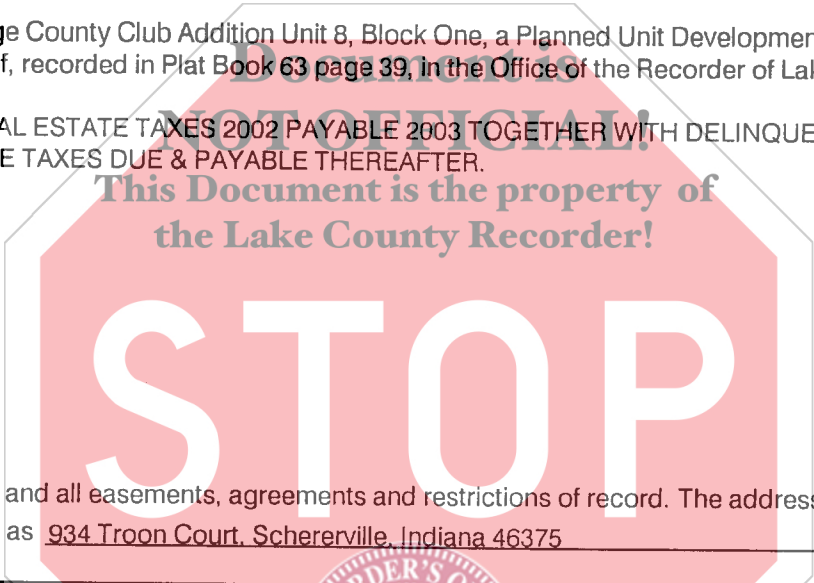 ge County Club Addition Unit 8, Block One, a Planned Unit Developmen
f, recorded in Plat Book 63 page 39, in the Office of the Recorder of Lak
Document is
NOT OFFICIAL!
AL ESTATE TAXES 2002 PAYABLE 2003 TOGETHER WITH DELINQUE
E TAXES DUE & PAYABLE THEREAFTER.
This Document is the property of
the Lake County Recorder!
STOP
and all easements, agreements and restrictions of record. The address
as 934 Troon Court, Schererville, Indiana 46375
RDER'S O